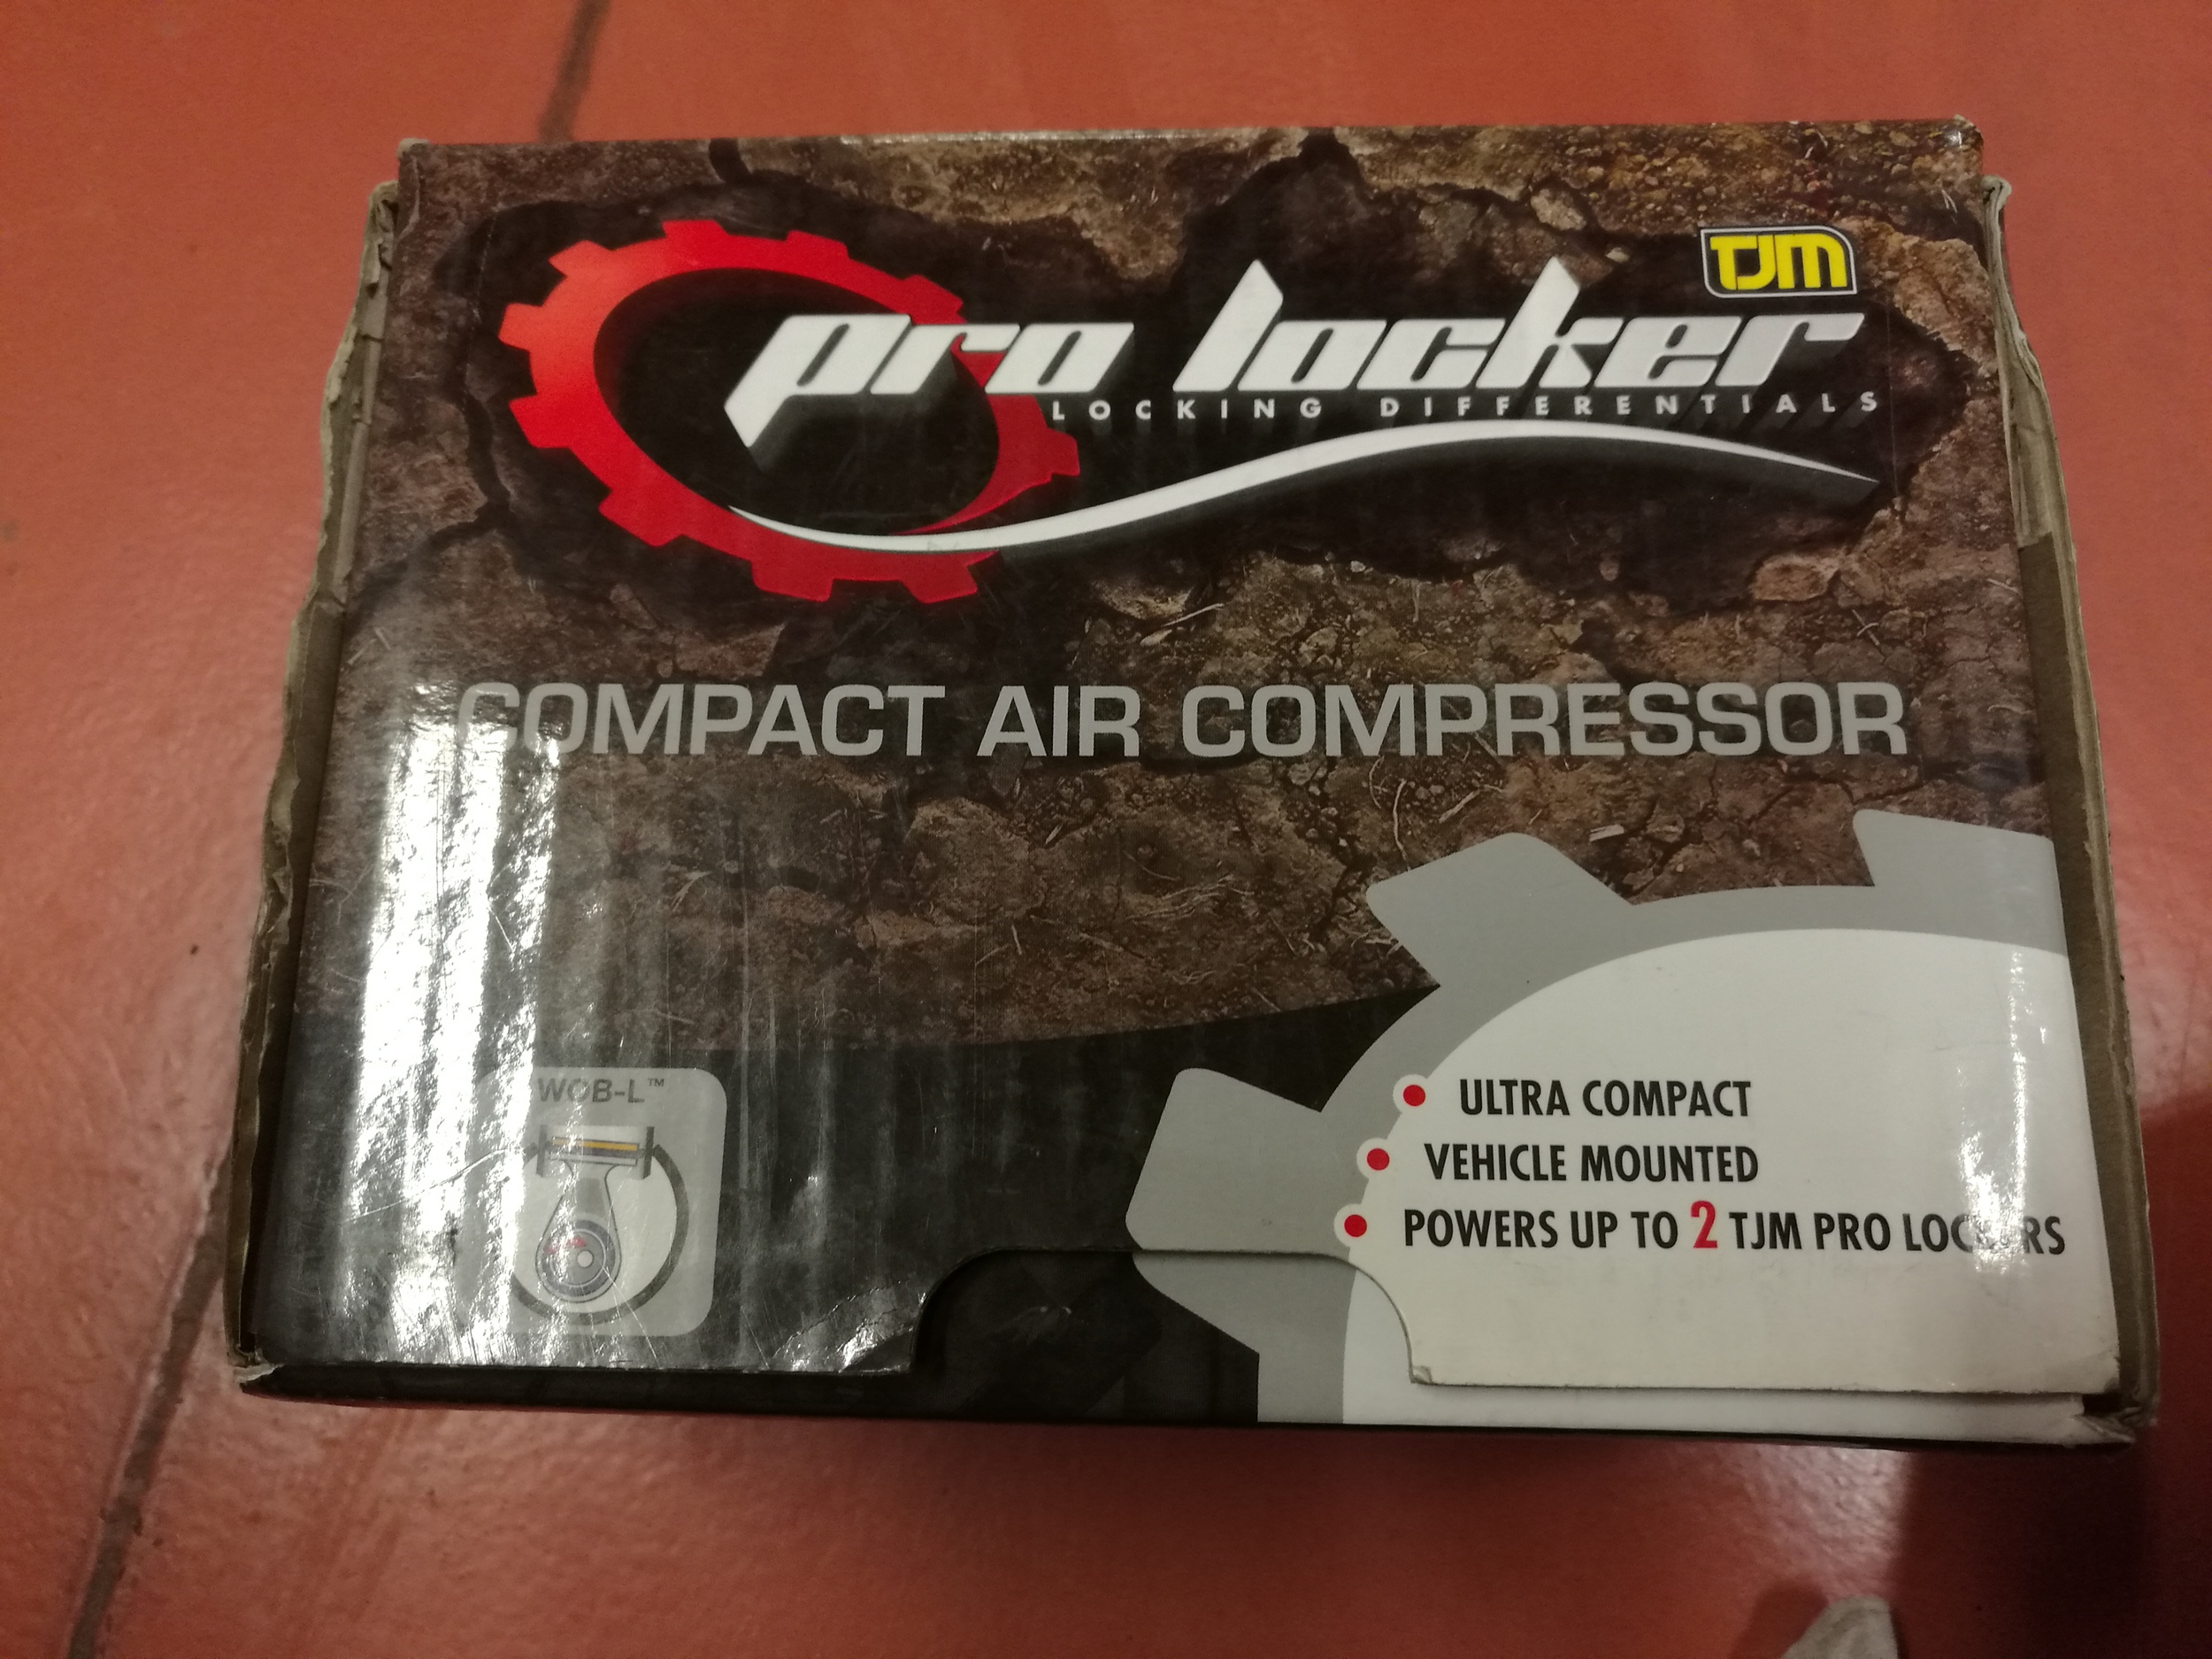 TJM
pro locker
LOCKING DIFFERENTIALS
COMPACT AIR COMPRESSOR
WOB-L™
ULTRA COMPACT
VEHICLE MOUNTED
POWERS UP TO 2 TJM PRO LOCKERS